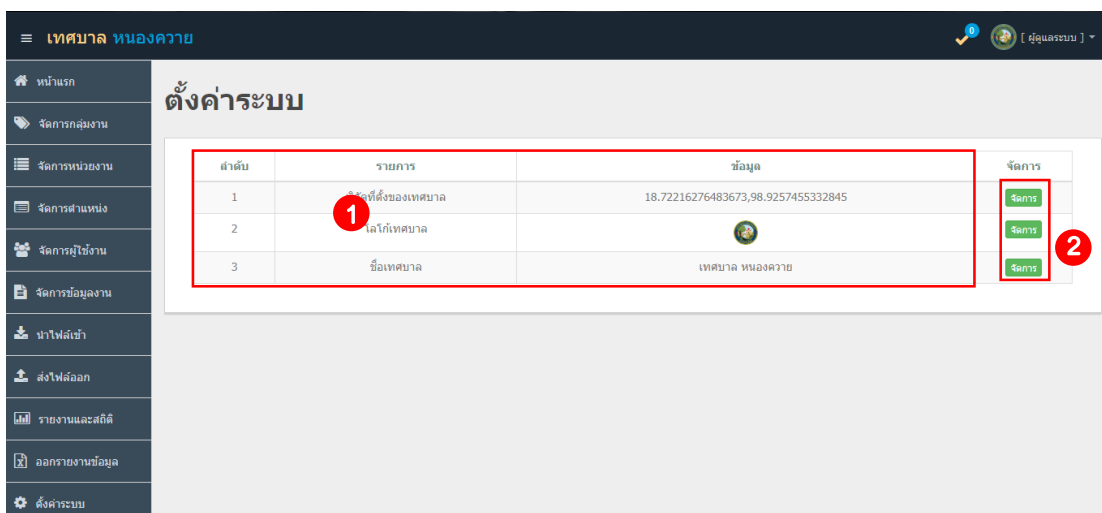 เทศบาล หนองควาย
0
[ ผู้ดูแลระบบ ]
หน้าแรก
จัดการกลุ่มงาน
จัดการหน่วยงาน
จัดการตำแหน่ง
จัดการผู้ใช้งาน
จัดการข้อมูลงาน
นำไฟล์เข้า
ส่งไฟล์ออก
รายงานและสถิติ
ออกรายงานข้อมูล
ตั้งค่าระบบ
ตั้งค่าระบบ
ลำดับ รายการ ข้อมูล จัดการ
1 ที่ตั้งของเทศบาล 18.72216276483673,98.9257455332845 จัดการ
2 โลโก้เทศบาล จัดการ
3 ชื่อเทศบาล เทศบาล หนองควาย จัดการ
1
2